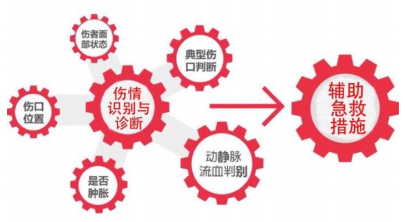 伤者面
部状态
典型伤
口判断
伤口
位置
伤情
识别与
诊断
辅助
急救
措施
动静脉
流血判别
是否
肿胀